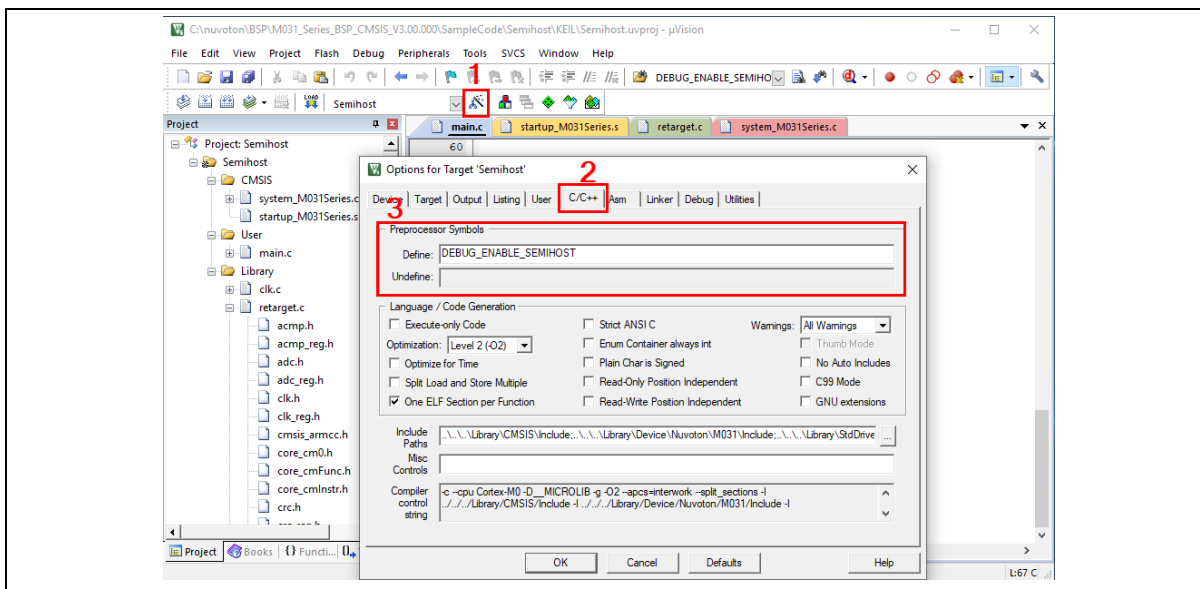 C:\nuvoton\BSP\M031_Series_BSP_CMSIS_V3.00.000\SampleCode\Semihost\KEIL\Semihost.uvproj - µVision
File Edit View Project Flash Debug Peripherals Tools SVCS Window Help
1
DEBUG_ENABLE_SEMIHO
LOAD
Semihost
Project
main.c startup_M031Series.s retarget.c system_M031Series.c
Project: Semihost
60
Semihost
CMSIS
system_M031Series.c
startup_M031Series.s
User
main.c
Library
clk.c
retarget.c
acmp.h
acmp_reg.h
adc.h
adc_reg.h
clk.h
clk_reg.h
cmsis_armcc.h
core_cm0.h
core_cmFunc.h
core_cmInstr.h
crc.h
Options for Target 'Semihost'
2
Device Target Output Listing User C/C++ Asm Linker Debug Utilities
3
Preprocessor Symbols
Define: DEBUG_ENABLE_SEMIHOST
Undefine:
Language / Code Generation
Execute-only Code Strict ANSI C Warnings: All Warnings
Optimization: Level 2 (-O2) Enum Container always int Thumb Mode
Optimize for Time Plain Char is Signed No Auto Includes
Split Load and Store Multiple Read-Only Position Independent C99 Mode
One ELF Section per Function Read-Write Position Independent GNU extensions
Include Paths ..\..\..\Library\CMSIS\Include;..\..\..\Library\Device\Nuvoton\M031\Include;..\..\..\Library\StdDrive ...
Misc Controls
Compiler control string -c --cpu Cortex-M0 -D__MICROLIB -g -O2 --apcs=interwork --split_sections -I
../../../Library/CMSIS/Include -I ../../../Library/Device/Nuvoton/M031/Include -I
OK Cancel Defaults Help
Project Books {} Functi... 0
L:67 C